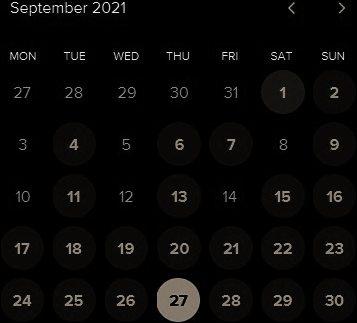 September 2021
MON TUE WED THU FRI SAT SUN
27 28 29 30 31 1 2
3 4 5 6 7 8 9
10 11 12 13 14 15 16
17 18 19 20 21 22 23
24 25 26 27 28 29 30